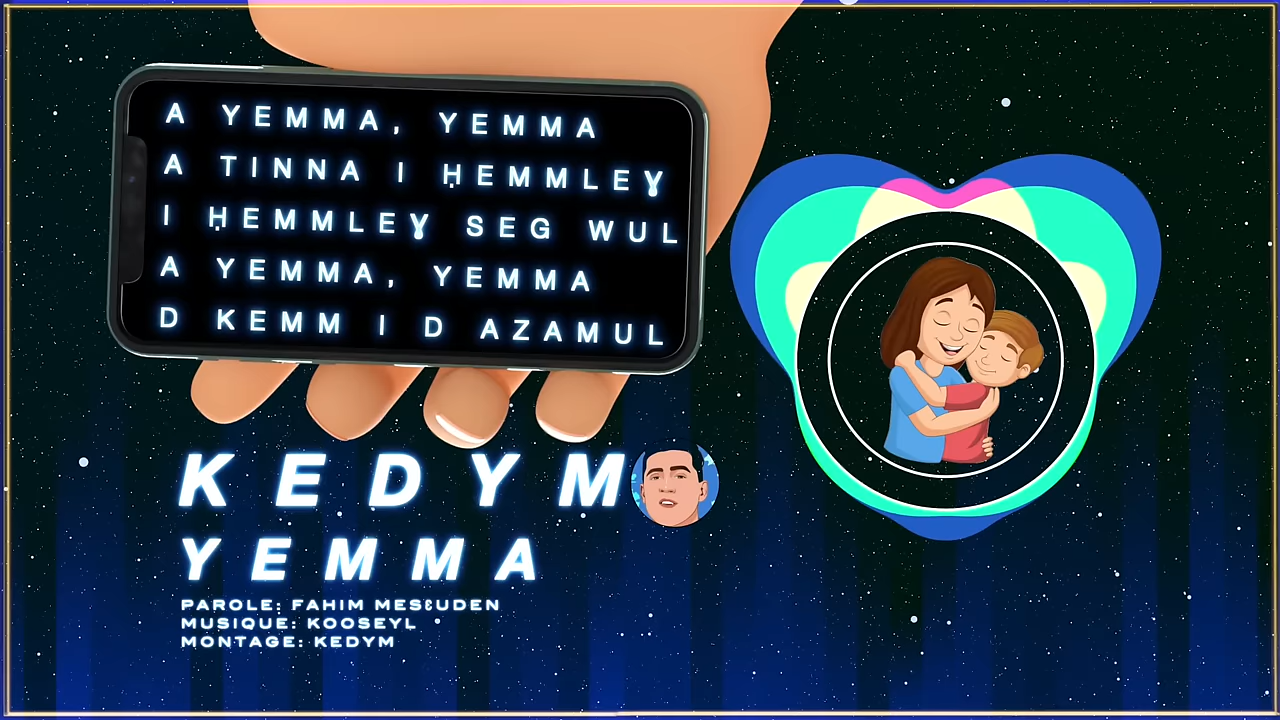 A YEMMA, YEMMA
A TINNA I ḤEMMLEƔ
I ḤEMMLEƔ SEG WUL
A YEMMA, YEMMA
D KEMM I D AZAMUL
KEDYM
YEMMA
PAROLE: FAHIM MESƐUDEN
MUSIQUE: KOOSEYL
MONTAGE: KEDYM